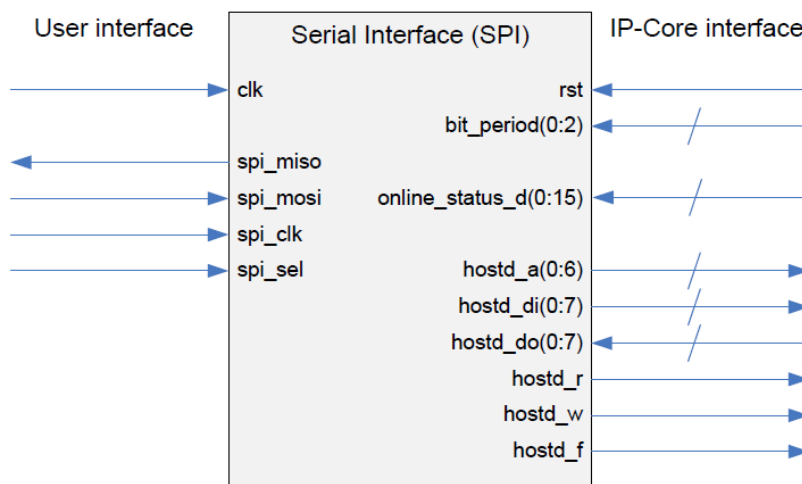 User interface
Serial Interface (SPI)
IP-Core interface
clk
rst
bit_period(0:2)
spi_miso
spi_mosi
online_status_d(0:15)
spi_clk
spi_sel
hostd_a(0:6)
hostd_di(0:7)
hostd_do(0:7)
hostd_r
hostd_w
hostd_f